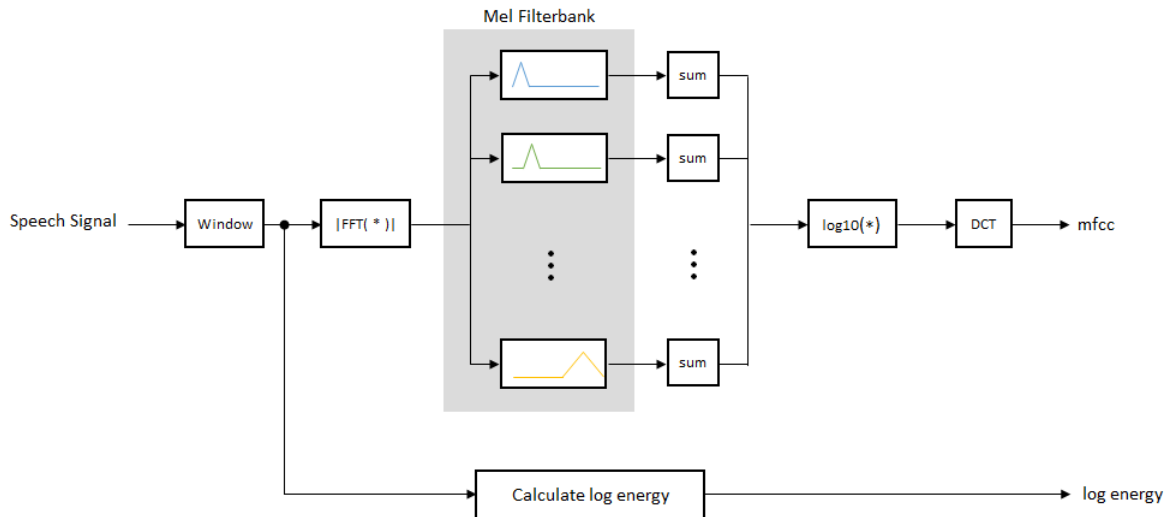 Mel Filterbank
sum
sum
Speech Signal
Window
|FFT( * )|
log10(*)
DCT
mfcc
sum
Calculate log energy
log energy